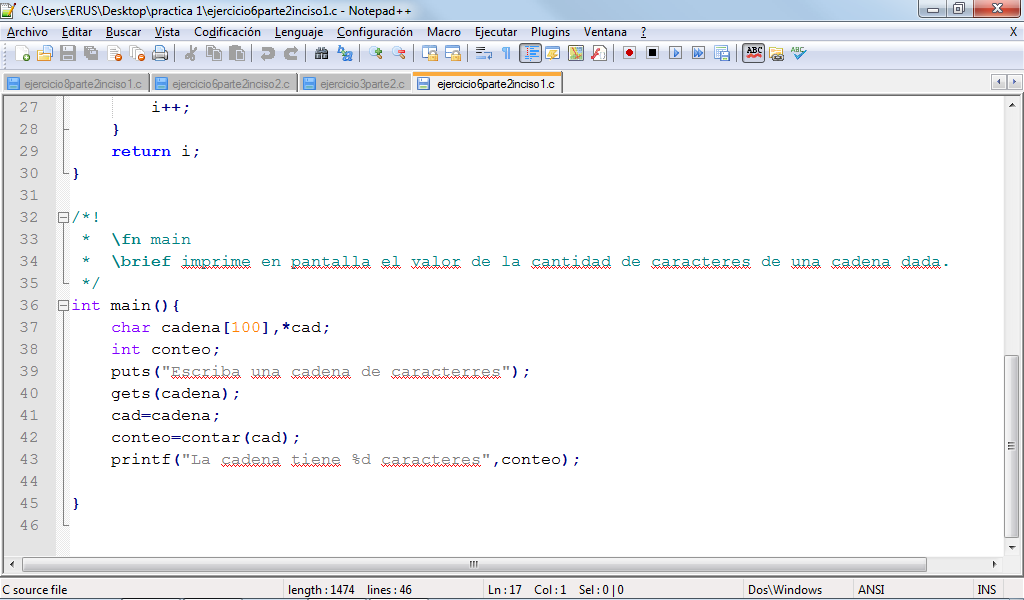 C:\Users\ERUS\Desktop\practica 1\ejercicio6parte2inciso1.c - Notepad++
Archivo Editar Buscar Vista Codificación Lenguaje Configuración Macro Ejecutar Plugins Ventana ? X
ejercicio8parte2inciso1.c ejercicio6parte2inciso2.c ejercicio3parte2.c ejercicio6parte2inciso1.c
27 i++;
28 }
29 return i;
30 }
31
32 /*!
33 * \fn main
34 * \brief imprime en pantalla el valor de la cantidad de caracteres de una cadena dada.
35 */
36 int main(){
37 char cadena[100],*cad;
38 int conteo;
39 puts("Escriba una cadena de caracterres");
40 gets(cadena);
41 cad=cadena;
42 conteo=contar(cad);
43 printf("La cadena tiene %d caracteres",conteo);
44
45 }
46
C source file length : 1474 lines : 46 Ln : 17 Col : 1 Sel : 0 | 0 Dos\Windows ANSI INS